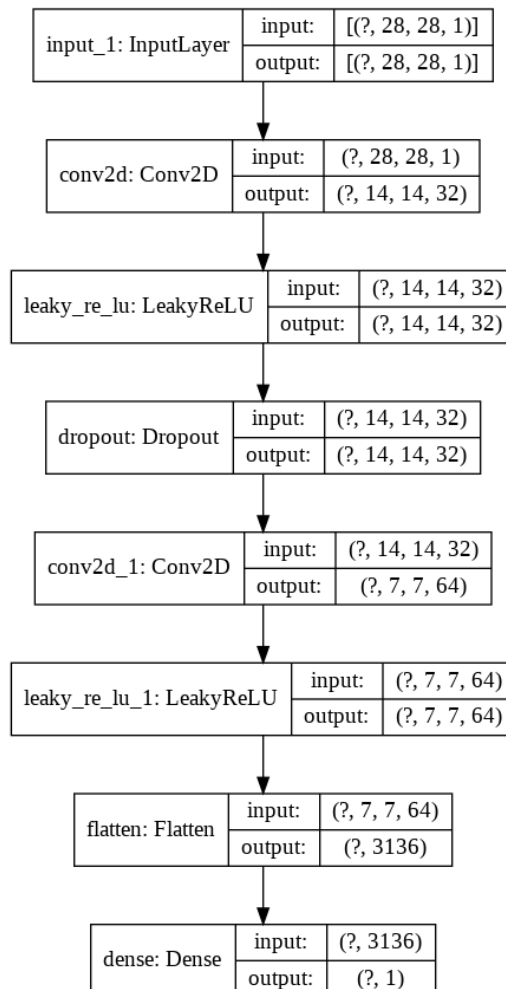 input_1: InputLayer
input: [(?, 28, 28, 1)]
output: [(?, 28, 28, 1)]
conv2d: Conv2D
input: (?, 28, 28, 1)
output: (?, 14, 14, 32)
leaky_re_lu: LeakyReLU
input: (?, 14, 14, 32)
output: (?, 14, 14, 32)
dropout: Dropout
input: (?, 14, 14, 32)
output: (?, 14, 14, 32)
conv2d_1: Conv2D
input: (?, 14, 14, 32)
output: (?, 7, 7, 64)
leaky_re_lu_1: LeakyReLU
input: (?, 7, 7, 64)
output: (?, 7, 7, 64)
flatten: Flatten
input: (?, 7, 7, 64)
output: (?, 3136)
dense: Dense
input: (?, 3136)
output: (?, 1)